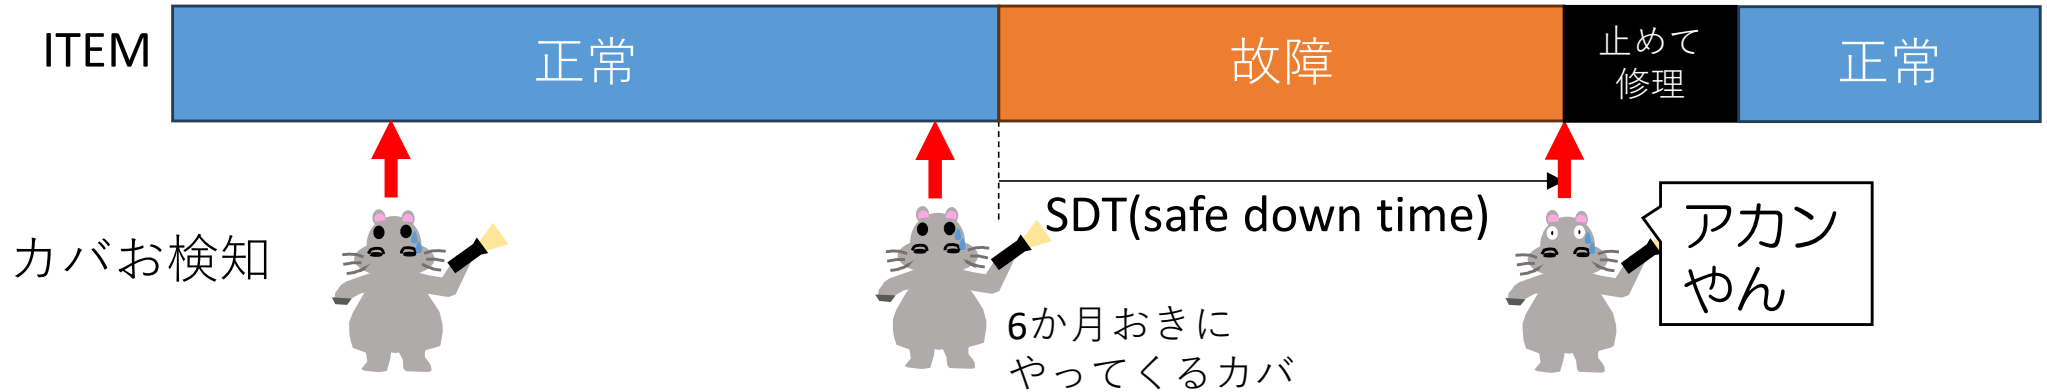 ITEM
正常
故障
止めて
修理
正常
SDT(safe down time)
カバお検知
6か月おきに
やってくるカバ
アカン
やん